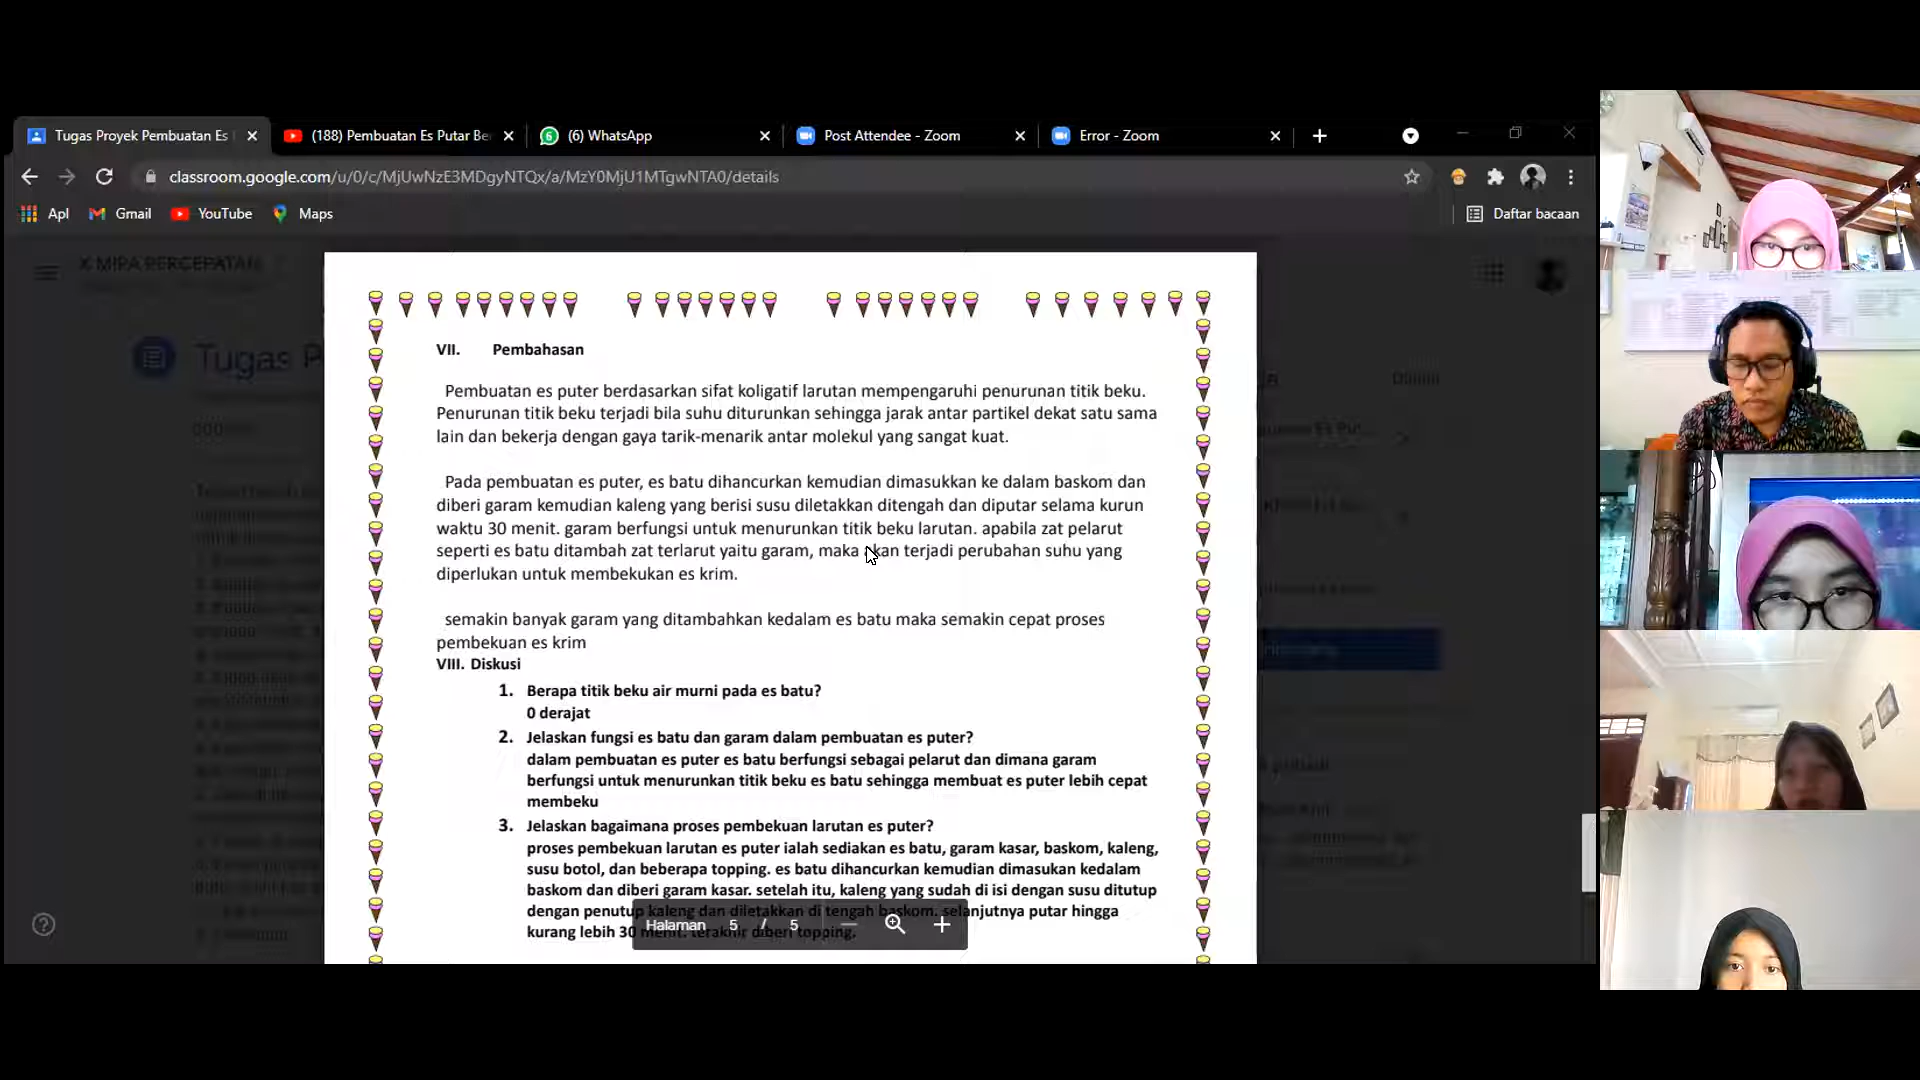 Tugas Proyek Pembuatan Es
(188) Pembuatan Es Putar Be
(6) WhatsApp
Post Attendee - Zoom
Error - Zoom
classroom.google.com/u/0/c/MjUwNzE3MDgyNTQx/a/MzY0MjU1MTgwNTA0/details
Apl
Gmail
YouTube
Maps
Daftar bacaan
X MIPA PERCEPATAN
Tugas P
VII. Pembahasan
Pembuatan es puter berdasarkan sifat koligatif larutan mempengaruhi penurunan titik beku.
Penurunan titik beku terjadi bila suhu diturunkan sehingga jarak antar partikel dekat satu sama
lain dan bekerja dengan gaya tarik-menarik antar molekul yang sangat kuat.
Pada pembuatan es puter, es batu dihancurkan kemudian dimasukkan ke dalam baskom dan
diberi garam kemudian kaleng yang berisi susu diletakkan ditengah dan diputar selama kurun
waktu 30 menit. garam berfungsi untuk menurunkan titik beku larutan. apabila zat pelarut
seperti es batu ditambah zat terlarut yaitu garam, maka akan terjadi perubahan suhu yang
diperlukan untuk membekukan es krim.
semakin banyak garam yang ditambahkan kedalam es batu maka semakin cepat proses
pembekuan es krim
VIII. Diskusi
1. Berapa titik beku air murni pada es batu?
0 derajat
2. Jelaskan fungsi es batu dan garam dalam pembuatan es puter?
dalam pembuatan es puter es batu berfungsi sebagai pelarut dan dimana garam
berfungsi untuk menurunkan titik beku es batu sehingga membuat es puter lebih cepat
membeku
3. Jelaskan bagaimana proses pembekuan larutan es puter?
proses pembekuan larutan es puter ialah sediakan es batu, garam kasar, baskom, kaleng,
susu botol, dan beberapa topping. es batu dihancurkan kemudian dimasukan kedalam
baskom dan diberi garam kasar. setelah itu, kaleng yang sudah di isi dengan susu ditutup
dengan penutup kaleng dan diletakkan di tengah baskom. selanjutnya putar hingga
kurang lebih 30 menit. terakhir diberi topping.
Halaman 5 / 5